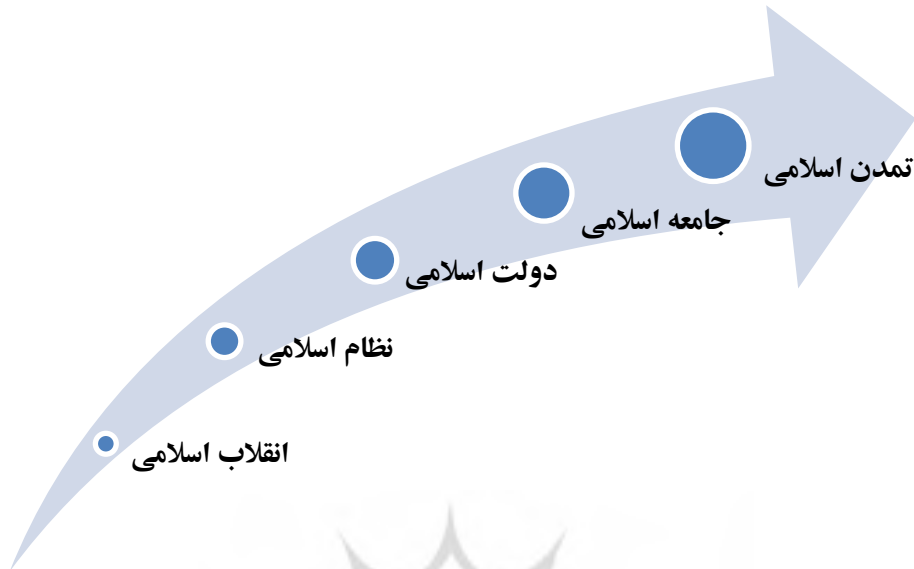 تمدن اسلامی
جامعه اسلامی
دولت اسلامی
نظام اسلامی
انقلاب اسلامی